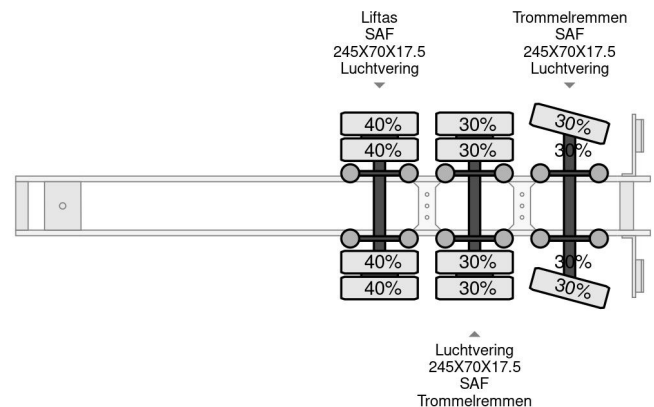 Liftas
SAF
245X70X17.5
Luchtvering
Trommelremmen
SAF
245X70X17.5
Luchtvering
40% 30% 30%
40% 30% 30%
40% 30% 30%
40% 30% 30%
Luchtvering
245X70X17.5
SAF
Trommelremmen